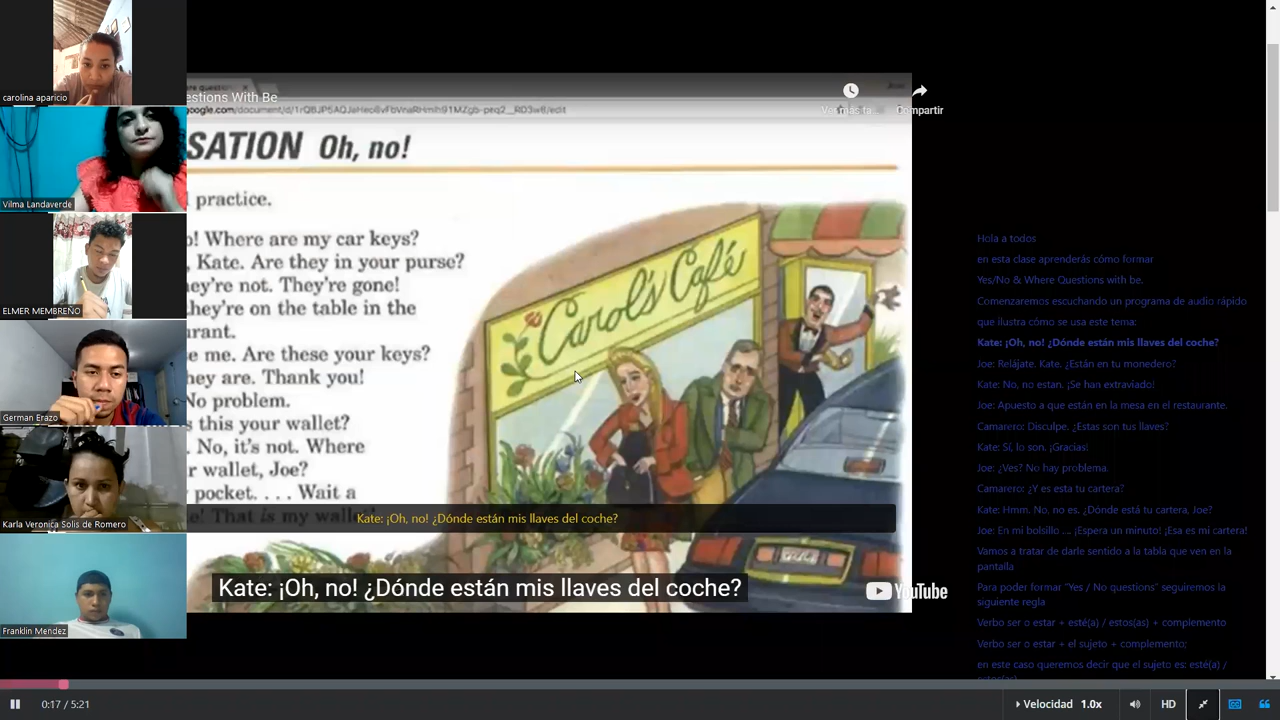 carolina aparicio
Vilma Landaverde
ELMER MEMBREÑO
German Erazo
Karla Veronica Solis de Romero
Franklin Mendez
estions With Be
Compartir
SATION Oh, no!
practice.
! Where are my car keys?
, Kate. Are they in your purse?
ey're not. They're gone!
hey're on the table in the
urant.
e me. Are these your keys?
hey are. Thank you!
No problem.
s this your wallet?
. No, it's not. Where
r wallet, Joe?
pocket. . . . Wait a
! That is my wallet!
Carol's Café
Kate: ¡Oh, no! ¿Dónde están mis llaves del coche?
Kate: ¡Oh, no! ¿Dónde están mis llaves del coche?
YouTube
Hola a todos
en esta clase aprenderás cómo formar
Yes/No & Where Questions with be.
Comenzaremos escuchando un programa de audio rápido
que ilustra cómo se usa este tema:
Kate: ¡Oh, no! ¿Dónde están mis llaves del coche?
Joe: Relájate. Kate. ¿Están en tu monedero?
Kate: No, no estan. ¡Se han extraviado!
Joe: Apuesto a que están en la mesa en el restaurante.
Camarero: Disculpe. ¿Estas son tus llaves?
Kate: Sí, lo son. ¡Gracias!
Joe: ¿Ves? No hay problema.
Camarero: ¿Y es esta tu cartera?
Kate: Hmm. No, no es. ¿Dónde está tu cartera, Joe?
Joe: En mi bolsillo ... ¡Espera un minuto! ¡Esa es mi cartera!
Vamos a tratar de darle sentido a la tabla que ven en la
pantalla
Para poder formar "Yes / No questions" seguiremos la
siguiente regla
Verbo ser o estar + esté(a) / estos(as) + complemento
Verbo ser o estar + el sujeto + complemento;
en este caso queremos decir que el sujeto es: esté(a) /
estos(as)
0:17 / 5:21
Velocidad 1.0x
HD